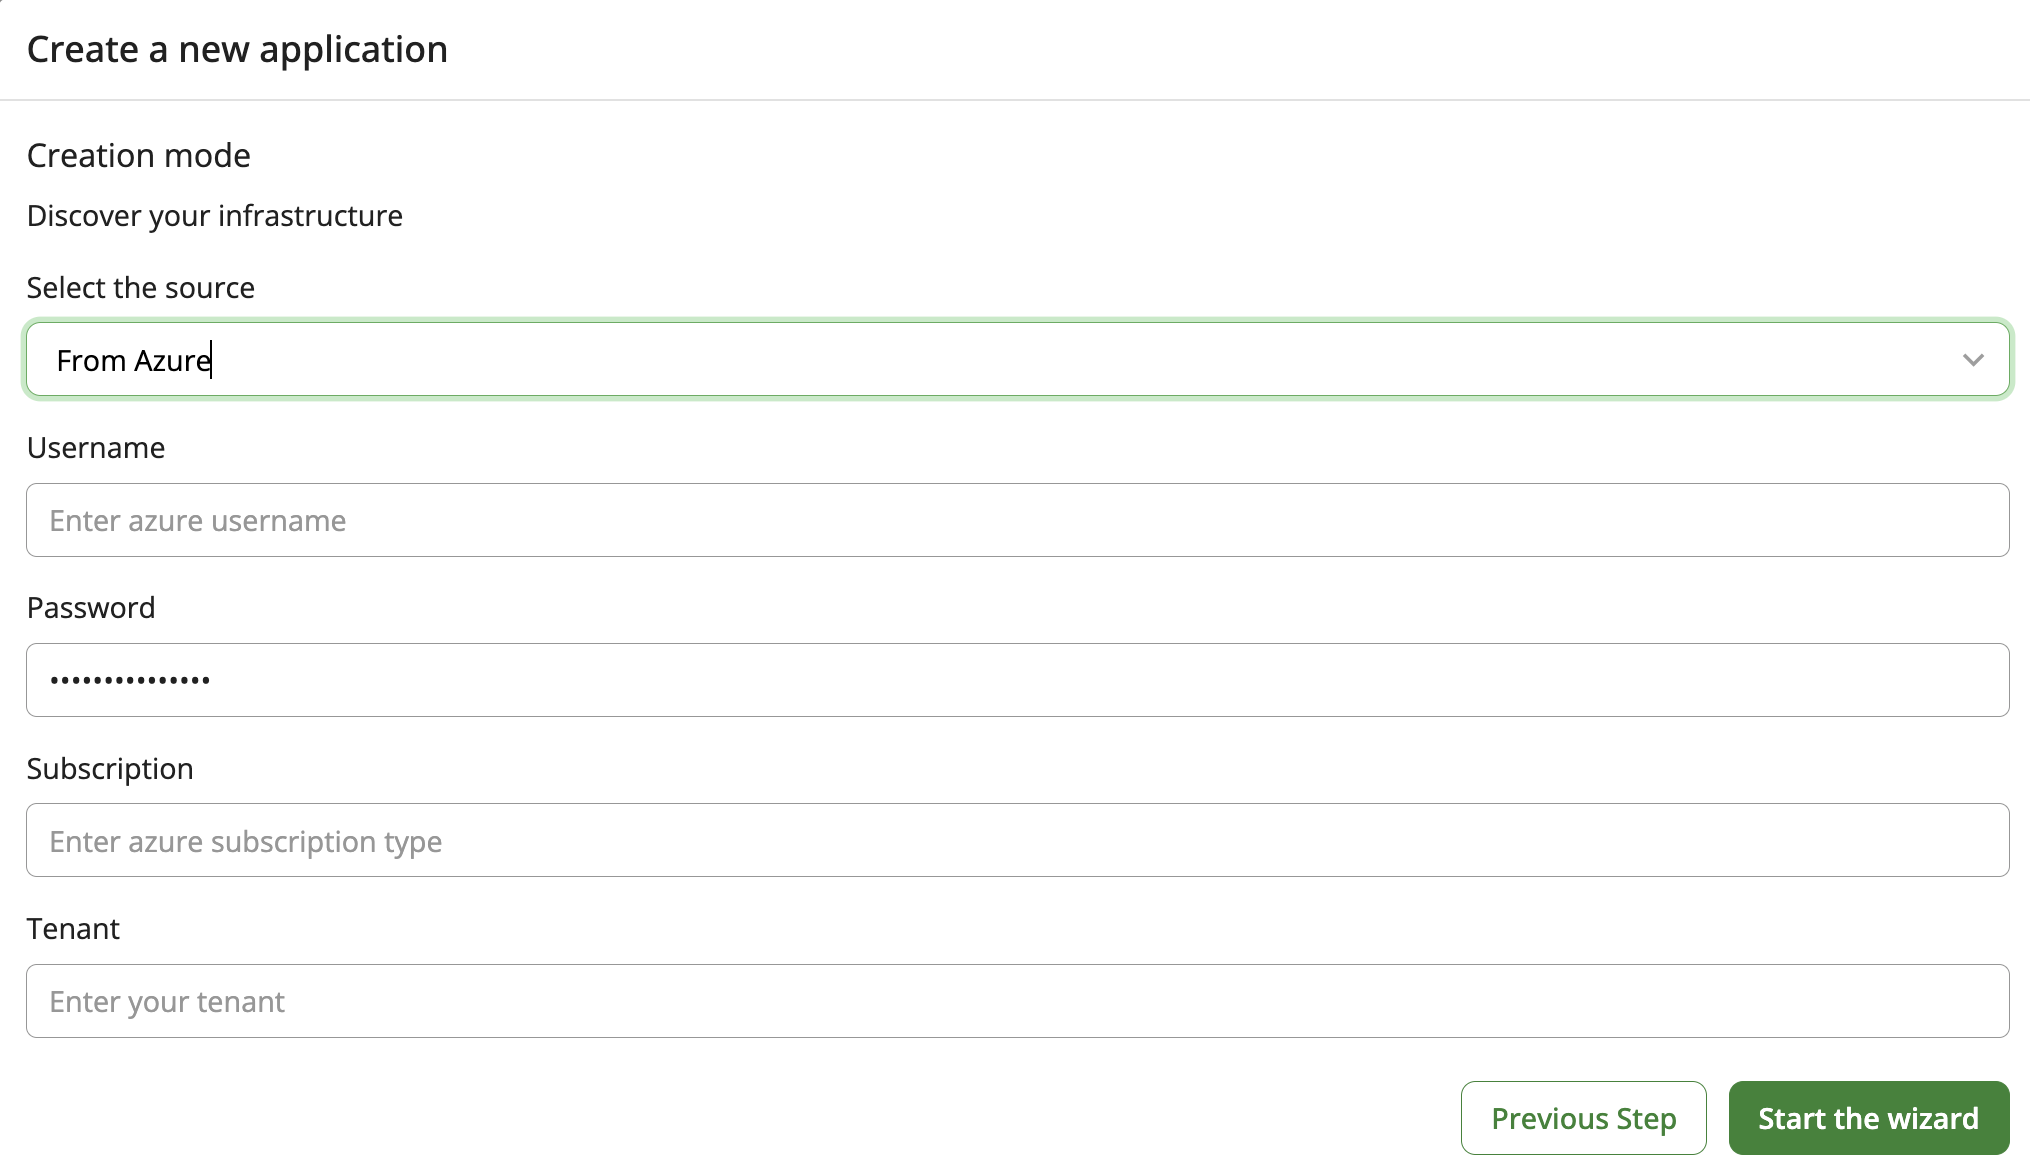 Create a new application
Creation mode
Discover your infrastructure
Select the source
From Azure
Username
Enter azure username
Password
•••••••••••••••
Subscription
Enter azure subscription type
Tenant
Enter your tenant
Previous Step
Start the wizard